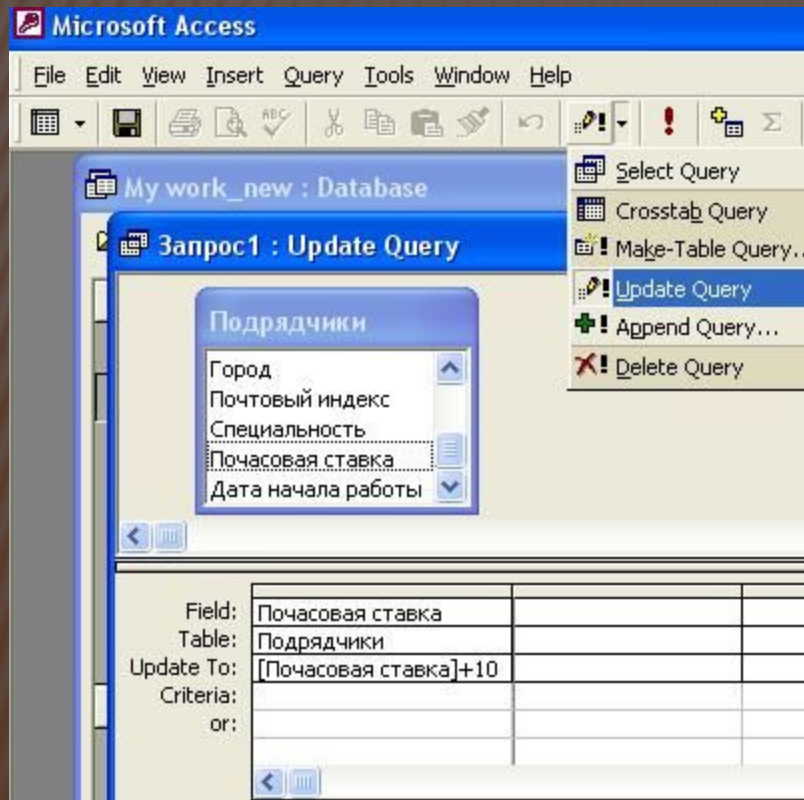 Microsoft Access
File Edit View Insert Query Tools Window Help
ABC
My work_new : Database
Select Query
Crosstab Query
Make-Table Query..
Update Query
Append Query...
Delete Query
Запрос1 : Update Query
Подрядчики
Город
Почтовый индекс
Специальность
Почасовая ставка
Дата начала работы
Field: Почасовая ставка
Table: Подрядчики
Update To: [Почасовая ставка]+10
Criteria:
or: